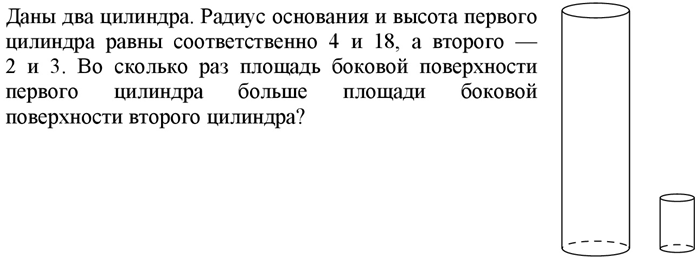 Даны два цилиндра. Радиус основания и высота первого
цилиндра равны соответственно 4 и 18, а второго —
2 и 3. Во сколько раз площадь боковой поверхности
первого цилиндра больше площади боковой
поверхности второго цилиндра?